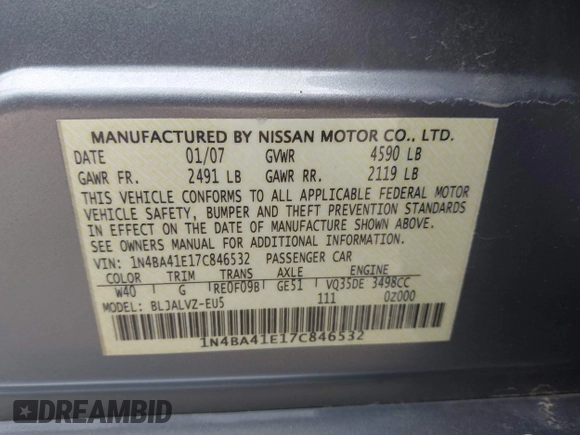 MANUFACTURED BY NISSAN MOTOR CO., LTD.
DATE 01/07 GVWR 4590 LB
GAWR FR. 2491 LB GAWR RR. 2119 LB
THIS VEHICLE CONFORMS TO ALL APPLICABLE FEDERAL MOTOR
VEHICLE SAFETY, BUMPER AND THEFT PREVENTION STANDARDS
IN EFFECT ON THE DATE OF MANUFACTURE SHOWN ABOVE.
SEE OWNERS MANUAL FOR ADDITIONAL INFORMATION.
VIN: 1N4BA41E17C846532 PASSENGER CAR
COLOR TRIM TRANS AXLE ENGINE
W40 G RE0F09B GE51 VQ35DE 3498CC
MODEL: BLJALVZ-EU5 111 0Z000
1N4BA41E17C846532
DREAMBID